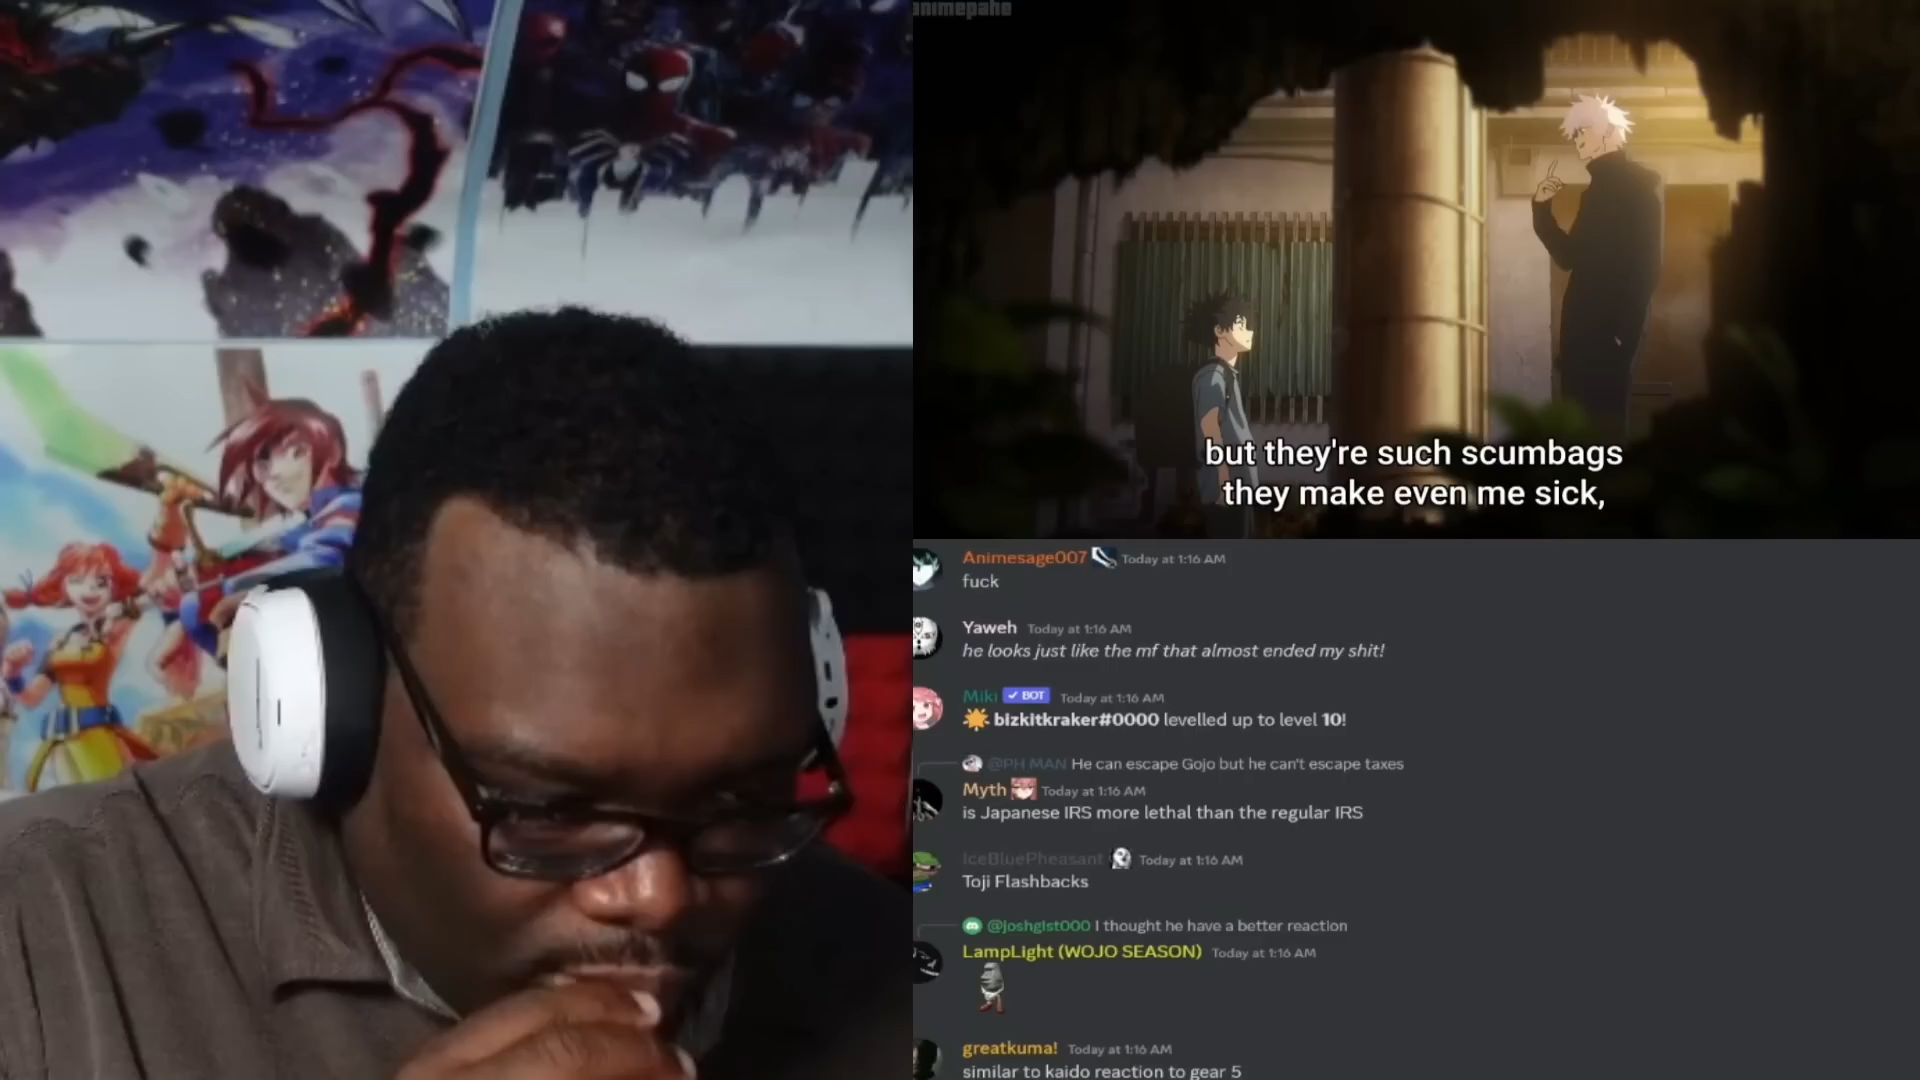 animepahe
but they're such scumbags
they make even me sick,
Animesage007 Today at 1:16 AM
fuck
Yaweh Today at 1:16 AM
he looks just like the mf that almost ended my shit!
Miki ✓ BOT Today at 1:16 AM
bizkitkraker#0000 levelled up to level 10!
@PH MAN He can escape Gojo but he can't escape taxes
Myth Today at 1:16 AM
is Japanese IRS more lethal than the regular IRS
IceBluePheasant Today at 1:16 AM
Toji Flashbacks
@joshgist000 I thought he have a better reaction
LampLight (WOJO SEASON) Today at 1:16 AM
greatkuma! Today at 1:16 AM
similar to kaido reaction to gear 5